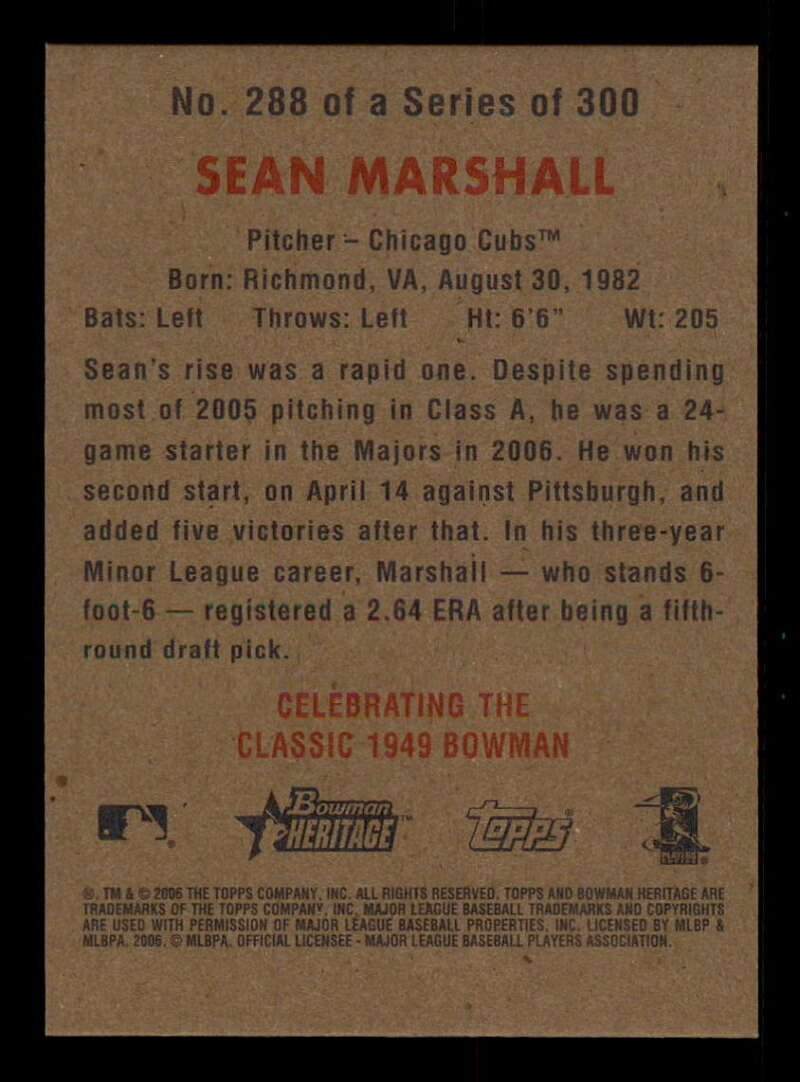 No. 288 of a Series of 300
SEAN MARSHALL
Pitcher – Chicago Cubs™
Born: Richmond, VA, August 30, 1982
Bats: Left Throws: Left Ht: 6'6" Wt: 205
Sean's rise was a rapid one. Despite spending
most of 2005 pitching in Class A, he was a 24-
game starter in the Majors in 2006. He won his
second start, on April 14 against Pittsburgh, and
added five victories after that. In his three-year
Minor League career, Marshall — who stands 6-
foot-6 — registered a 2.64 ERA after being a fifth-
round draft pick.
CELEBRATING THE
CLASSIC 1949 BOWMAN
Bowman HERITAGE™ Topps®
®, TM & © 2006 THE TOPPS COMPANY, INC. ALL RIGHTS RESERVED. TOPPS AND BOWMAN HERITAGE ARE
TRADEMARKS OF THE TOPPS COMPANY, INC. MAJOR LEAGUE BASEBALL TRADEMARKS AND COPYRIGHTS
ARE USED WITH PERMISSION OF MAJOR LEAGUE BASEBALL PROPERTIES, INC. LICENSED BY MLBP &
MLBPA. 2006. © MLBPA. OFFICIAL LICENSEE - MAJOR LEAGUE BASEBALL PLAYERS ASSOCIATION.